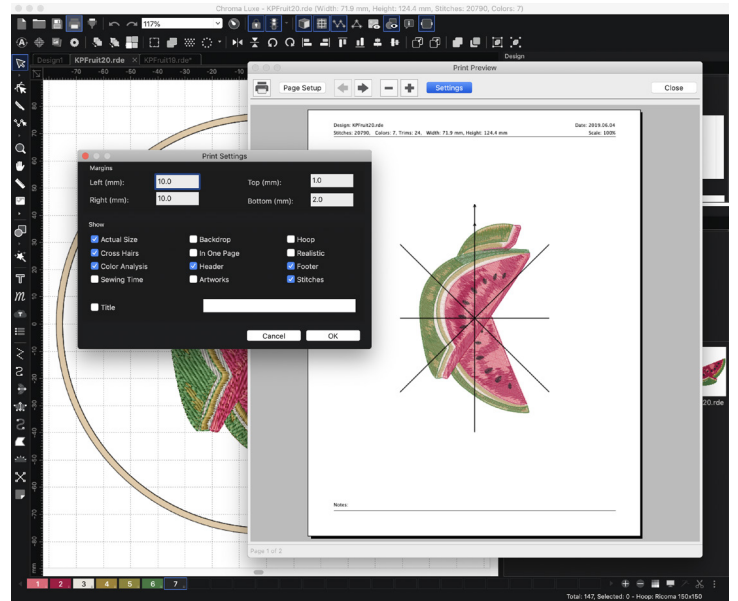 Chroma Luxe - KPFruit20.rde (Width: 71.9 mm, Height: 124.4 mm, Stitches: 20790, Colors: 7)
117%
Design1 KPFruit20.rde × KPFruit18.rde*
Design
-70 -60 -50 -40 -30 -20 -10
Print Preview
Page Setup Settings Close
Design: KPFruit20.rde Date: 2019.06.04
Stitches: 20790, Colors: 7, Trims: 24, Width: 71.9 mm, Height: 124.4 mm Scale: 100%
Print Settings
Margins
Left (mm): 10.0 Top (mm): 1.0
Right (mm): 10.0 Bottom (mm): 2.0
Show
Actual Size Backdrop Hoop
Cross Hairs In One Page Realistic
Color Analysis Header Footer
Sewing Time Artworks Stitches
Title
Cancel OK
20.rde
Notes:
Page 1 of 2
1 2 3 4 5 6 7
Total: 147, Selected: 0 - Hoop: Ricoma 150x150